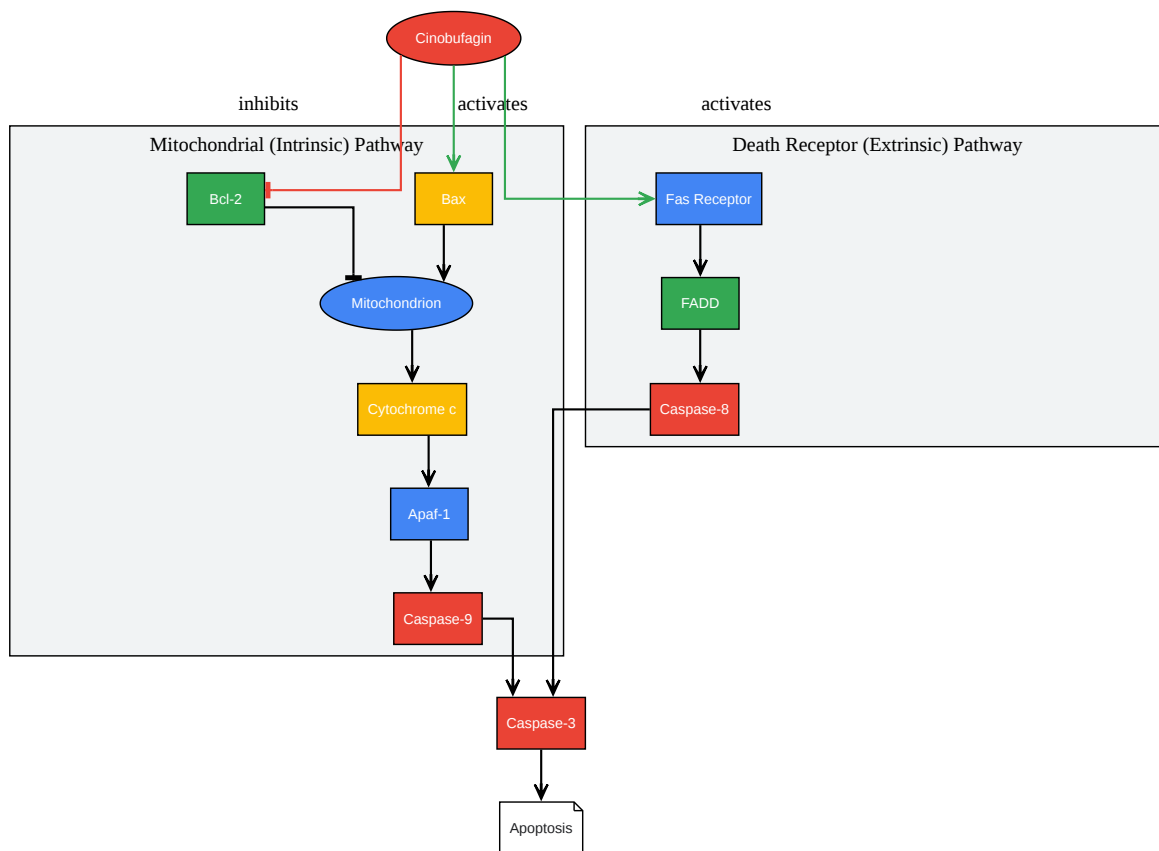 Cinobufagin
inhibits
activates
activates
Mitochondrial (Intrinsic) Pathway
Death Receptor (Extrinsic) Pathway
Bcl-2
Bax
Fas Receptor
Mitochondrion
FADD
Cytochrome c
Caspase-8
Apaf-1
Caspase-9
Caspase-3
Apoptosis